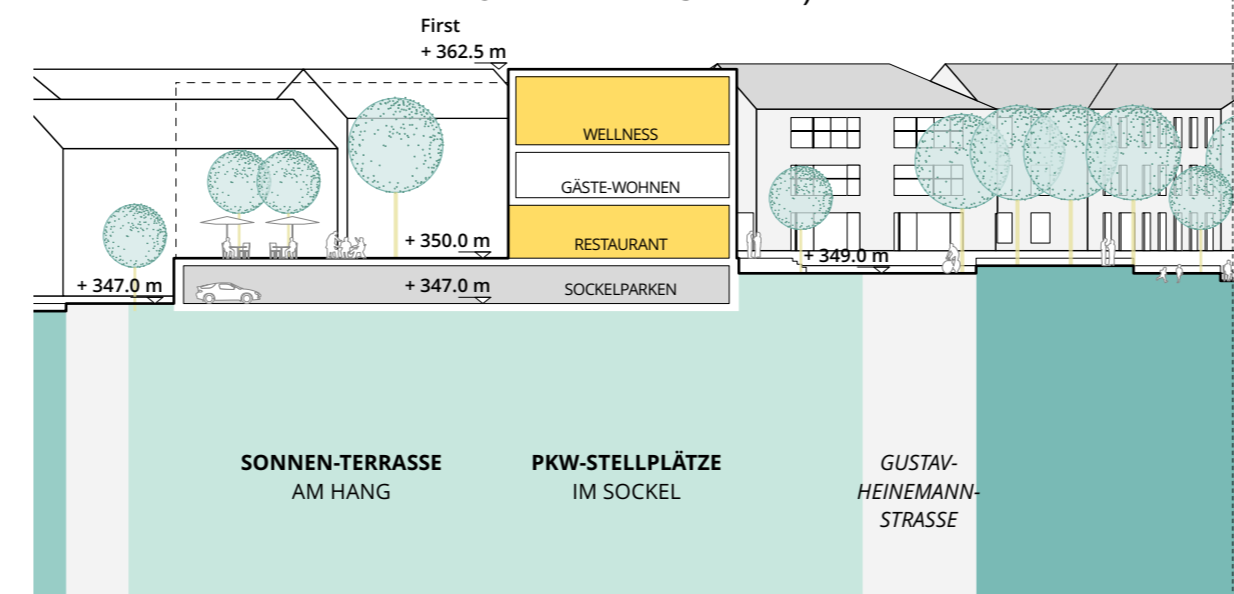 First
+ 362.5 m
WELLNESS
GÄSTE-WOHNEN
+ 350.0 m
RESTAURANT
+ 349.0 m
+ 347.0 m
+ 347.0 m
SOCKELPARKEN
SONNEN-TERRASSE
AM HANG
PKW-STELLPLÄTZE
IM SOCKEL
GUSTAV-
HEINEMANN-
STRASSE